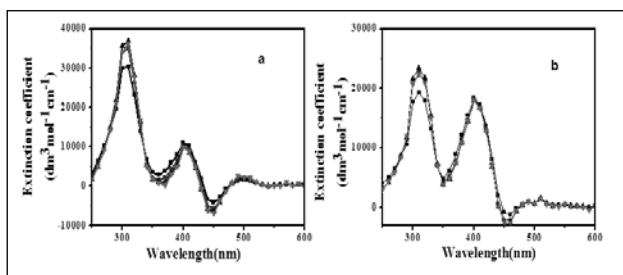 a
Extinction coefficient
(dm³mol⁻¹cm⁻¹)
40000
30000
20000
10000
0
-10000
300
400
500
600
Wavelength(nm)
b
Extinction coefficient
(dm³mol⁻¹cm⁻¹)
30000
20000
10000
0
300
400
500
600
Wavelength(nm)